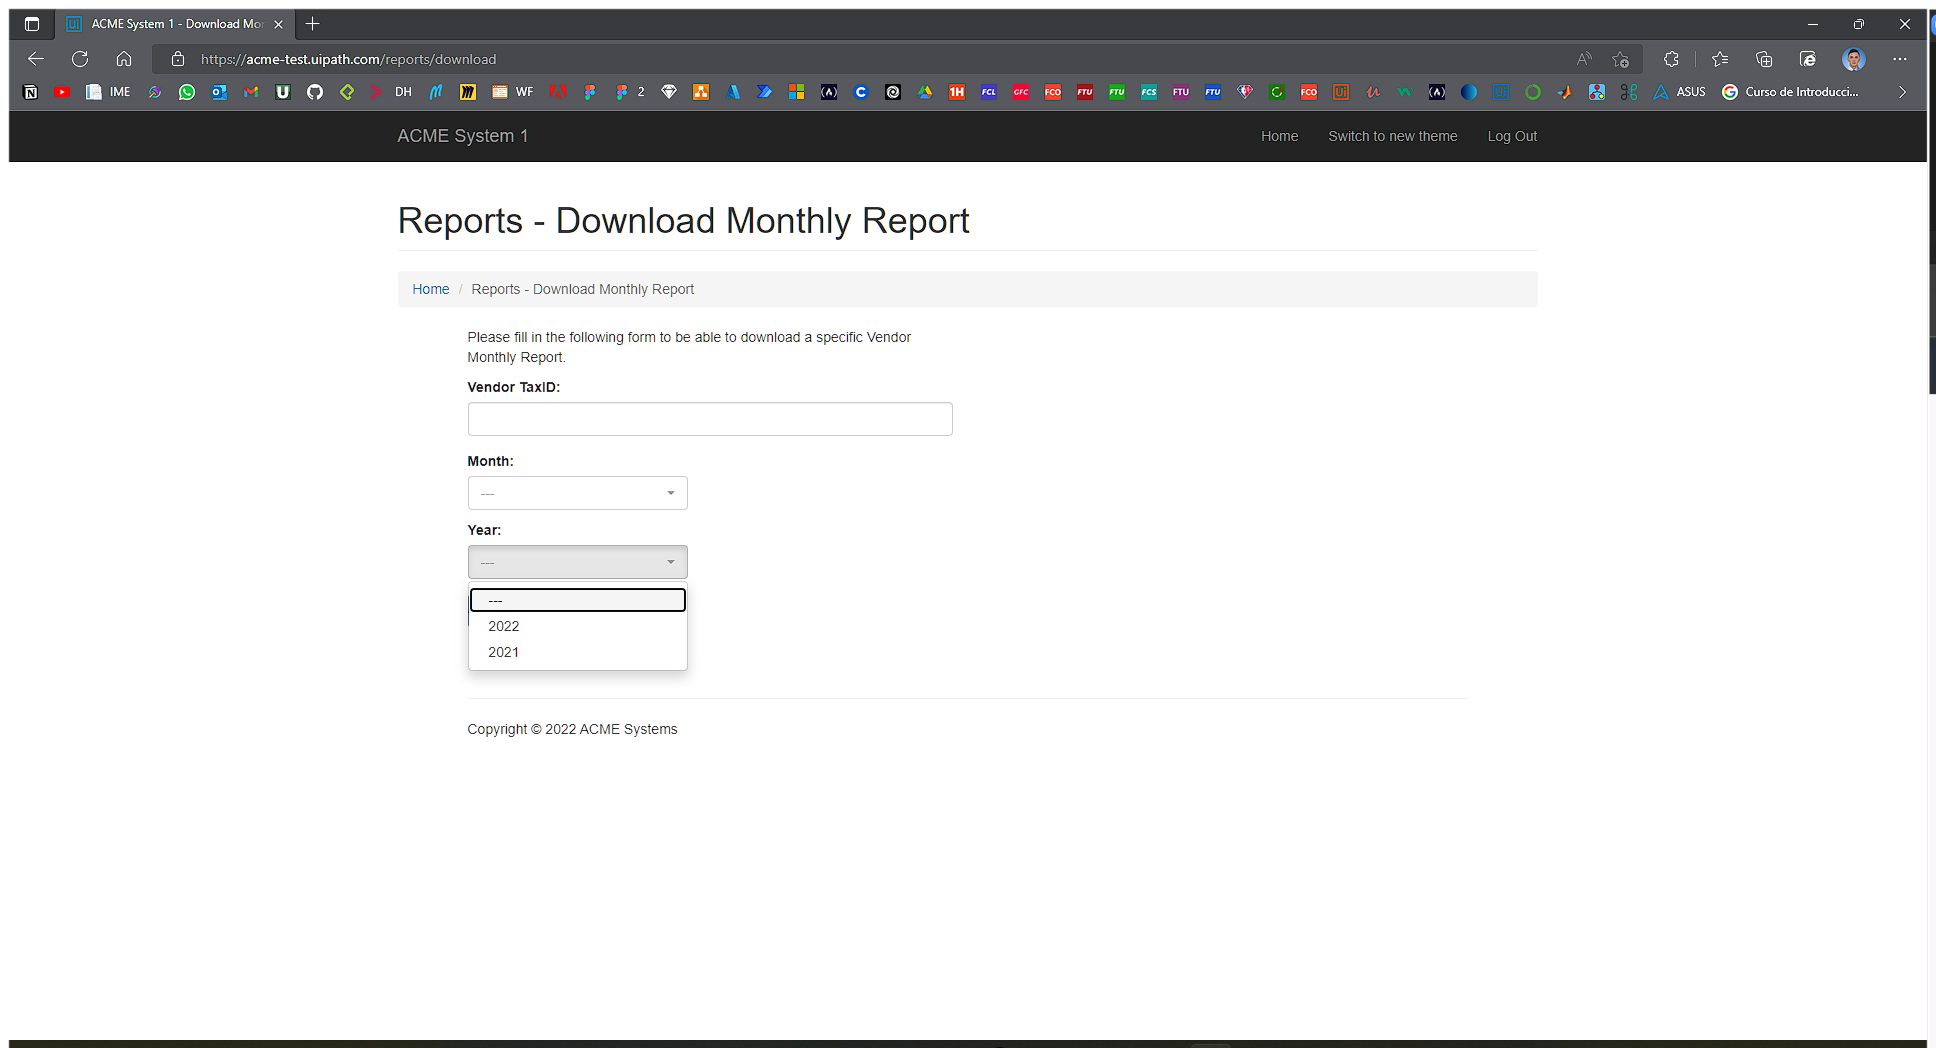 ACME System 1 - Download Mo
https://acme-test.uipath.com/reports/download
IME DH WF 2 1H FCL GFC FCO FTU FTU FCS FTU FTU FCO Ui ASUS Curso de Introducci...
ACME System 1 Home Switch to new theme Log Out
Reports - Download Monthly Report
Home / Reports - Download Monthly Report
Please fill in the following form to be able to download a specific Vendor
Monthly Report.
Vendor TaxID:
Month:
---
Year:
---
---
2022
2021
Copyright © 2022 ACME Systems